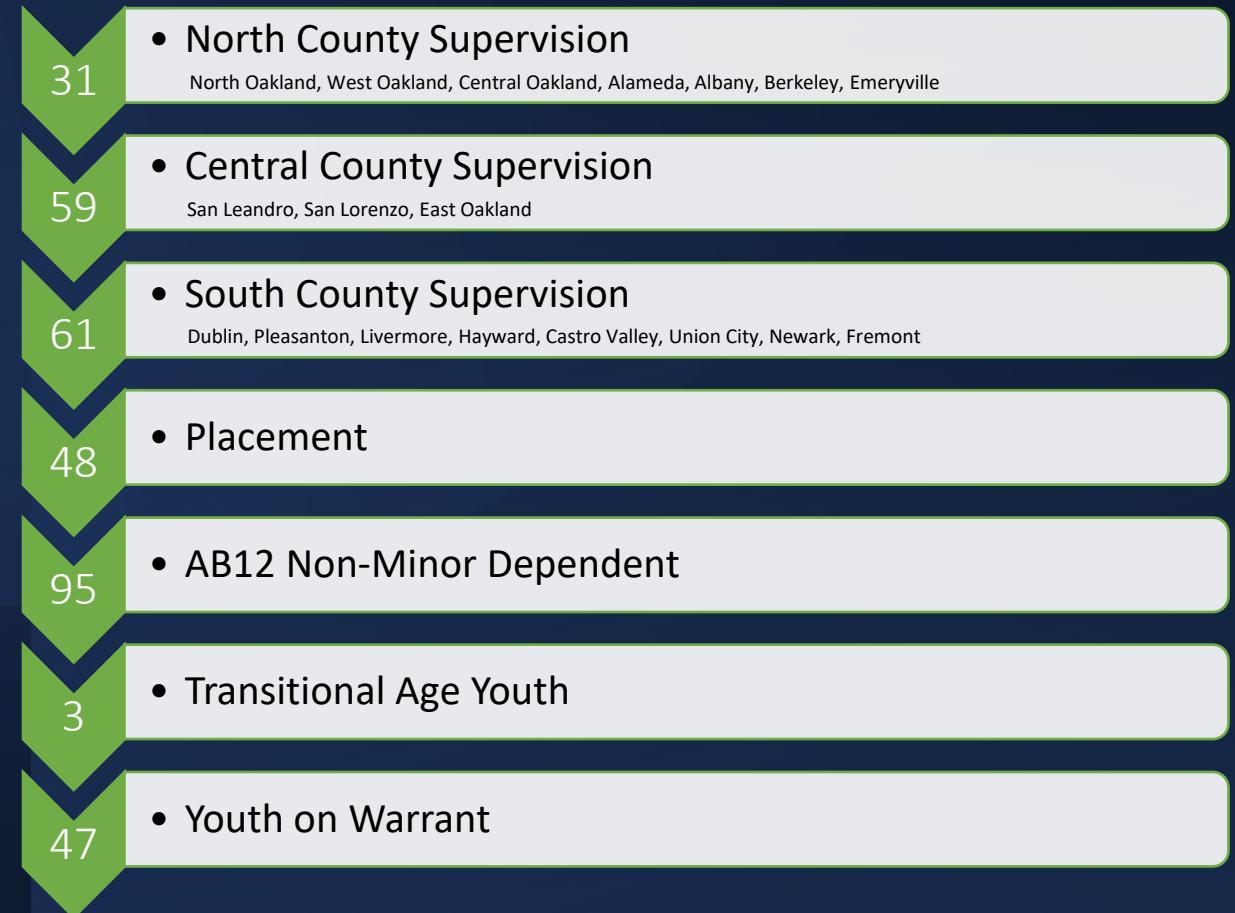 31
• North County Supervision
North Oakland, West Oakland, Central Oakland, Alameda, Albany, Berkeley, Emeryville
59
• Central County Supervision
San Leandro, San Lorenzo, East Oakland
61
• South County Supervision
Dublin, Pleasanton, Livermore, Hayward, Castro Valley, Union City, Newark, Fremont
48
• Placement
95
• AB12 Non-Minor Dependent
3
• Transitional Age Youth
47
• Youth on Warrant